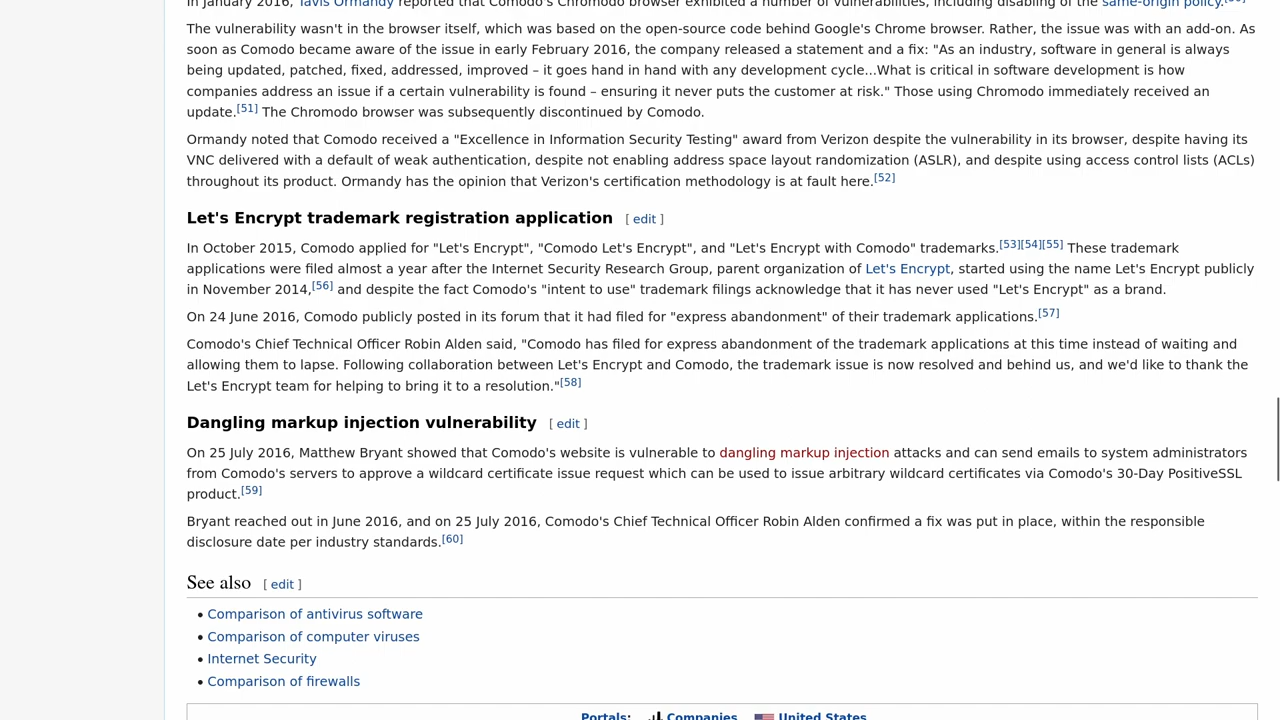 In January 2016, Tavis Ormandy reported that Comodo's Chromodo browser exhibited a number of vulnerabilities, including disabling of the same-origin policy.
The vulnerability wasn't in the browser itself, which was based on the open-source code behind Google's Chrome browser. Rather, the issue was with an add-on. As
soon as Comodo became aware of the issue in early February 2016, the company released a statement and a fix: "As an industry, software in general is always
being updated, patched, fixed, addressed, improved – it goes hand in hand with any development cycle...What is critical in software development is how
companies address an issue if a certain vulnerability is found – ensuring it never puts the customer at risk." Those using Chromodo immediately received an
update.[51] The Chromodo browser was subsequently discontinued by Comodo.
Ormandy noted that Comodo received a "Excellence in Information Security Testing" award from Verizon despite the vulnerability in its browser, despite having its
VNC delivered with a default of weak authentication, despite not enabling address space layout randomization (ASLR), and despite using access control lists (ACLs)
throughout its product. Ormandy has the opinion that Verizon's certification methodology is at fault here.[52]
Let's Encrypt trademark registration application [ edit ]
In October 2015, Comodo applied for "Let's Encrypt", "Comodo Let's Encrypt", and "Let's Encrypt with Comodo" trademarks.[53][54][55] These trademark
applications were filed almost a year after the Internet Security Research Group, parent organization of Let's Encrypt, started using the name Let's Encrypt publicly
in November 2014,[56] and despite the fact Comodo's "intent to use" trademark filings acknowledge that it has never used "Let's Encrypt" as a brand.
On 24 June 2016, Comodo publicly posted in its forum that it had filed for "express abandonment" of their trademark applications.[57]
Comodo's Chief Technical Officer Robin Alden said, "Comodo has filed for express abandonment of the trademark applications at this time instead of waiting and
allowing them to lapse. Following collaboration between Let's Encrypt and Comodo, the trademark issue is now resolved and behind us, and we'd like to thank the
Let's Encrypt team for helping to bring it to a resolution."[58]
Dangling markup injection vulnerability [ edit ]
On 25 July 2016, Matthew Bryant showed that Comodo's website is vulnerable to dangling markup injection attacks and can send emails to system administrators
from Comodo's servers to approve a wildcard certificate issue request which can be used to issue arbitrary wildcard certificates via Comodo's 30-Day PositiveSSL
product.[59]
Bryant reached out in June 2016, and on 25 July 2016, Comodo's Chief Technical Officer Robin Alden confirmed a fix was put in place, within the responsible
disclosure date per industry standards.[60]
See also [ edit ]
• Comparison of antivirus software
• Comparison of computer viruses
• Internet Security
• Comparison of firewalls
Portals: Companies United States